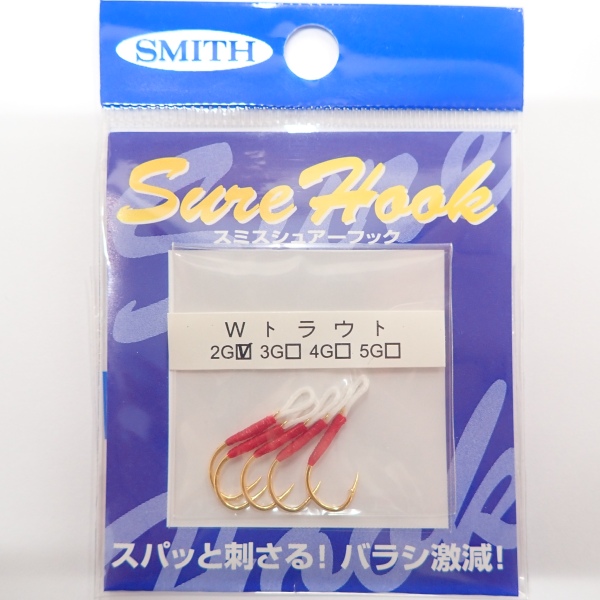 SMITH
Sure Hook
スミスシュアーフック
W トラウト
2G☑ 3G☐ 4G☐ 5G☐
スパッと刺さる! バラシ激減!